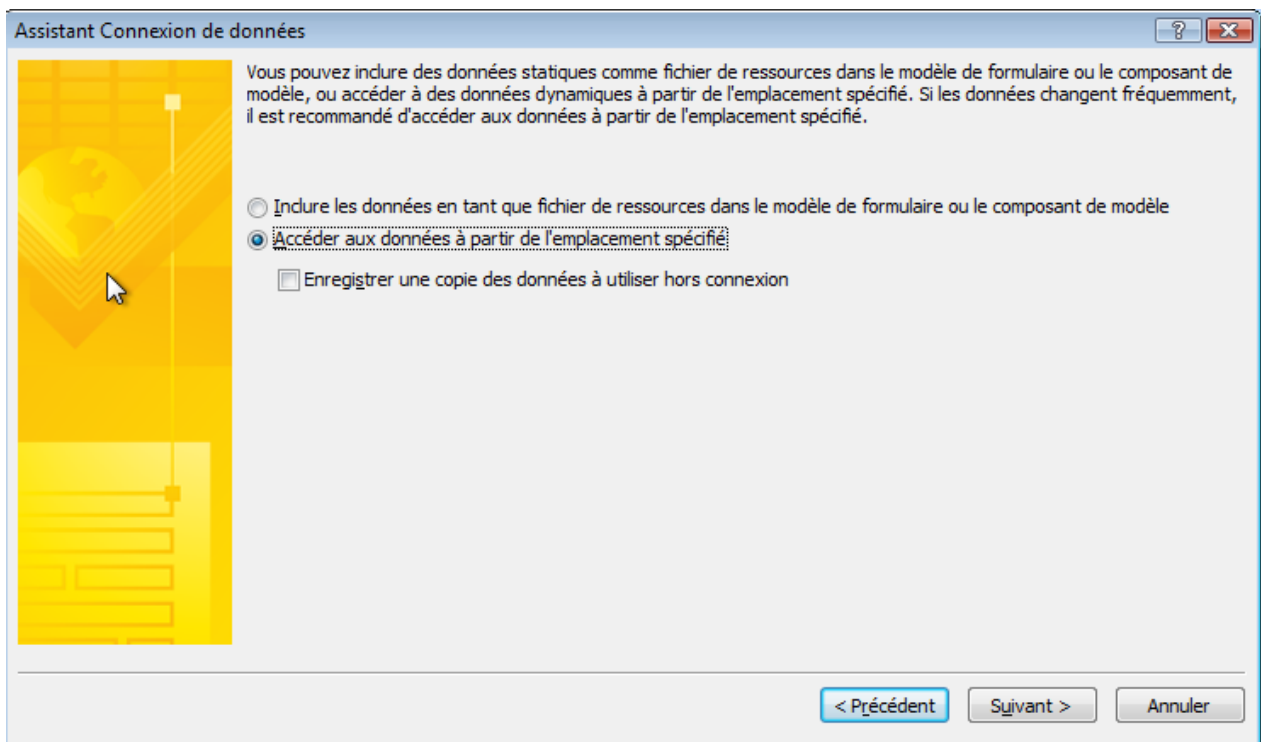 Assistant Connexion de données
Vous pouvez inclure des données statiques comme fichier de ressources dans le modèle de formulaire ou le composant de
modèle, ou accéder à des données dynamiques à partir de l'emplacement spécifié. Si les données changent fréquemment,
il est recommandé d'accéder aux données à partir de l'emplacement spécifié.
Inclure les données en tant que fichier de ressources dans le modèle de formulaire ou le composant de modèle
Accéder aux données à partir de l'emplacement spécifié
Enregistrer une copie des données à utiliser hors connexion
< Précédent
Suivant >
Annuler